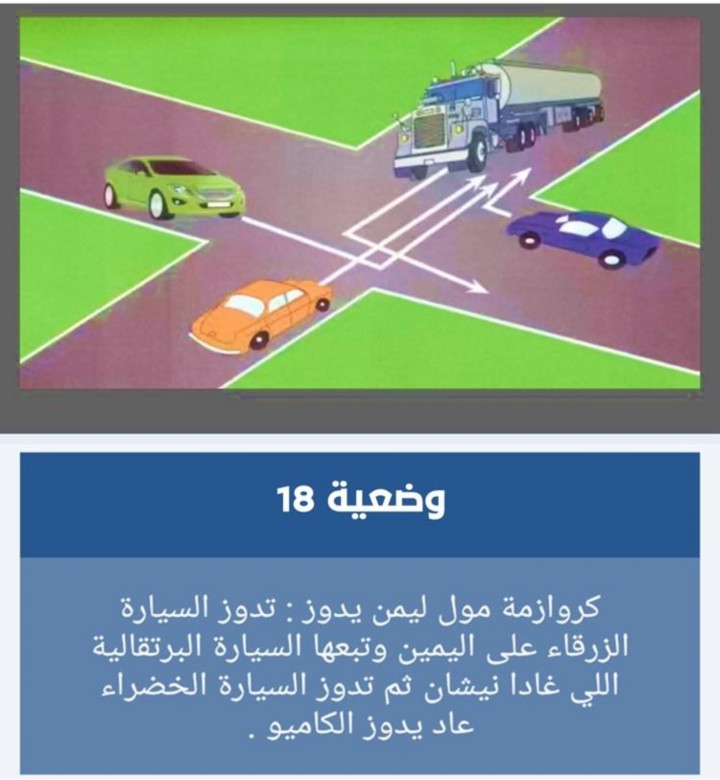 وضعية 18
كروازمة مول ليمن يدوز : تدوز السيارة
الزرقاء على اليمين وتبعها السيارة البرتقالية
اللي غادا نيشان ثم تدوز السيارة الخضراء
عاد يدوز الكاميو .